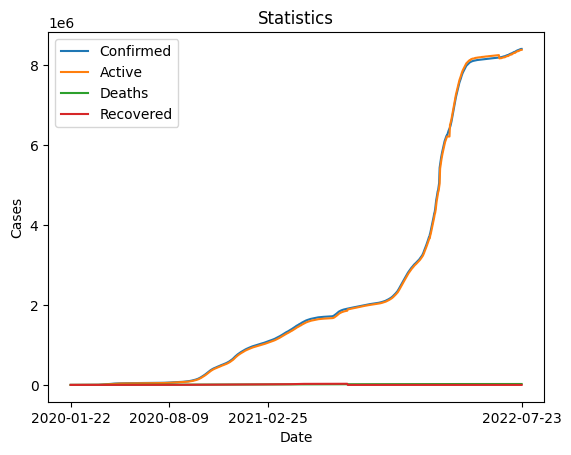 Statistics
1e6
Confirmed
Active
Deaths
Recovered
8
6
4
2
0
Cases
2020-01-22 2020-08-09 2021-02-25 2022-07-23
Date